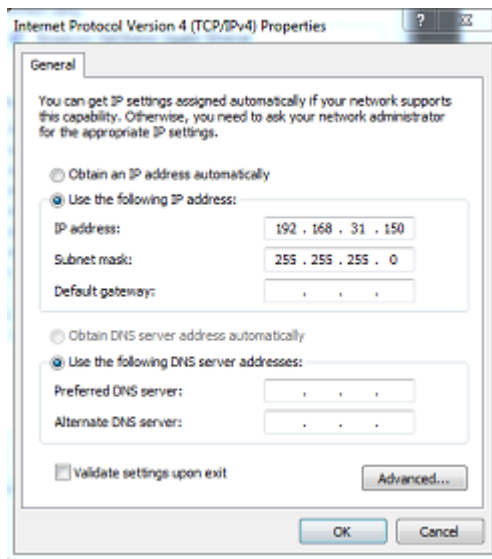 Internet Protocol Version 4 (TCP/IPv4) Properties
General
You can get IP settings assigned automatically if your network supports
this capability. Otherwise, you need to ask your network administrator
for the appropriate IP settings.
Obtain an IP address automatically
Use the following IP address:
IP address: 192 . 168 . 31 . 150
Subnet mask: 255 . 255 . 255 . 0
Default gateway: . . .
Obtain DNS server address automatically
Use the following DNS server addresses:
Preferred DNS server: . . .
Alternate DNS server: . . .
Validate settings upon exit
Advanced...
OK Cancel